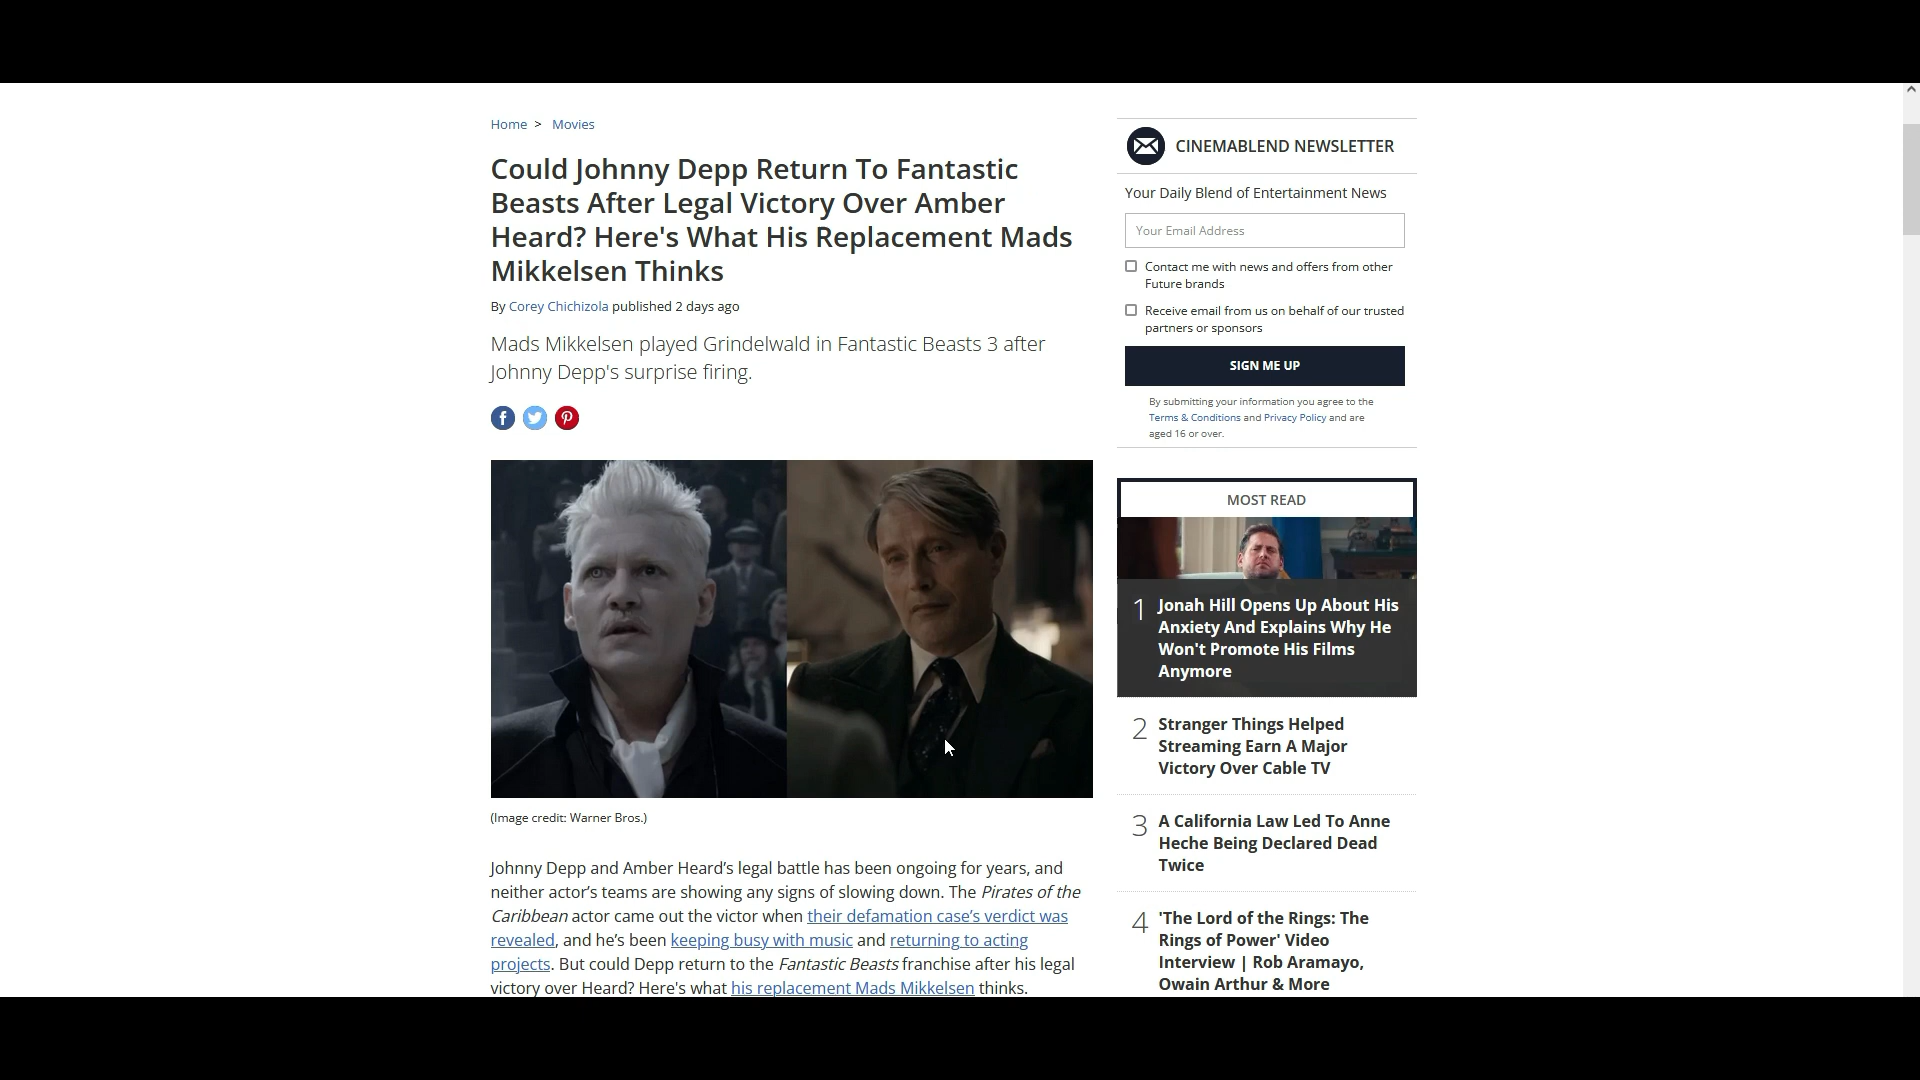 Home > Movies
Could Johnny Depp Return To Fantastic
Beasts After Legal Victory Over Amber
Heard? Here's What His Replacement Mads
Mikkelsen Thinks
By Corey Chichizola published 2 days ago
Mads Mikkelsen played Grindelwald in Fantastic Beasts 3 after
Johnny Depp's surprise firing.
(Image credit: Warner Bros.)
Johnny Depp and Amber Heard’s legal battle has been ongoing for years, and
neither actor’s teams are showing any signs of slowing down. The Pirates of the
Caribbean actor came out the victor when their defamation case’s verdict was
revealed, and he’s been keeping busy with music and returning to acting
projects. But could Depp return to the Fantastic Beasts franchise after his legal
victory over Heard? Here's what his replacement Mads Mikkelsen thinks.
CINEMABLEND NEWSLETTER
Your Daily Blend of Entertainment News
Your Email Address
Contact me with news and offers from other
Future brands
Receive email from us on behalf of our trusted
partners or sponsors
SIGN ME UP
By submitting your information you agree to the
Terms & Conditions and Privacy Policy and are
aged 16 or over.
MOST READ
1 Jonah Hill Opens Up About His
Anxiety And Explains Why He
Won't Promote His Films
Anymore
2 Stranger Things Helped
Streaming Earn A Major
Victory Over Cable TV
3 A California Law Led To Anne
Heche Being Declared Dead
Twice
4 'The Lord of the Rings: The
Rings of Power' Video
Interview | Rob Aramayo,
Owain Arthur & More